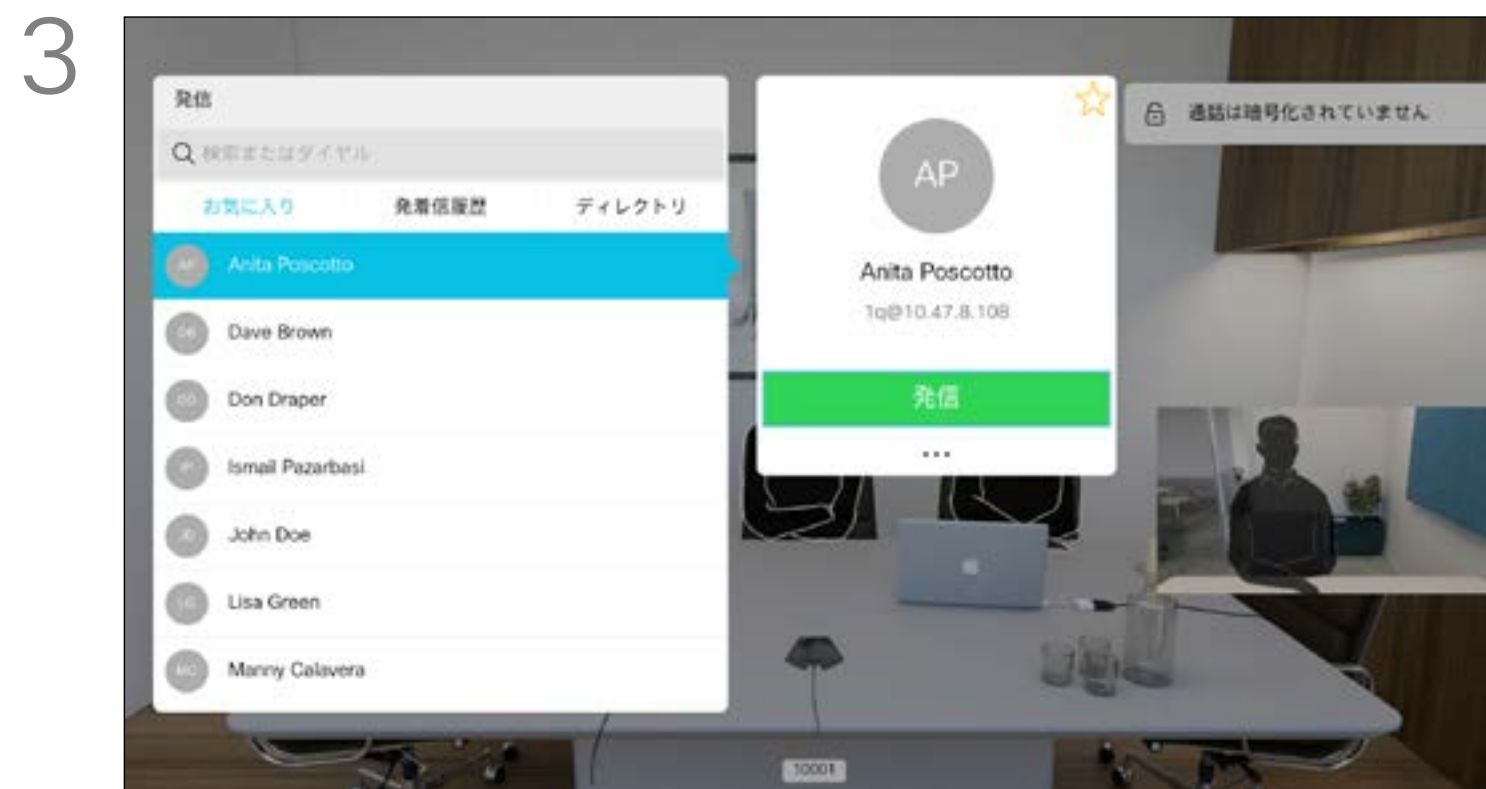 3
発信
検索またはダイヤル
お気に入り 発着信履歴 ディレクトリ
AP Anita Poscotto
Dave Brown
Don Draper
Ismail Pazarbasi
John Doe
Lisa Green
Manny Calavera
AP
Anita Poscotto
1q@10.47.8.108
発信
...
通話は暗号化されていません
10001